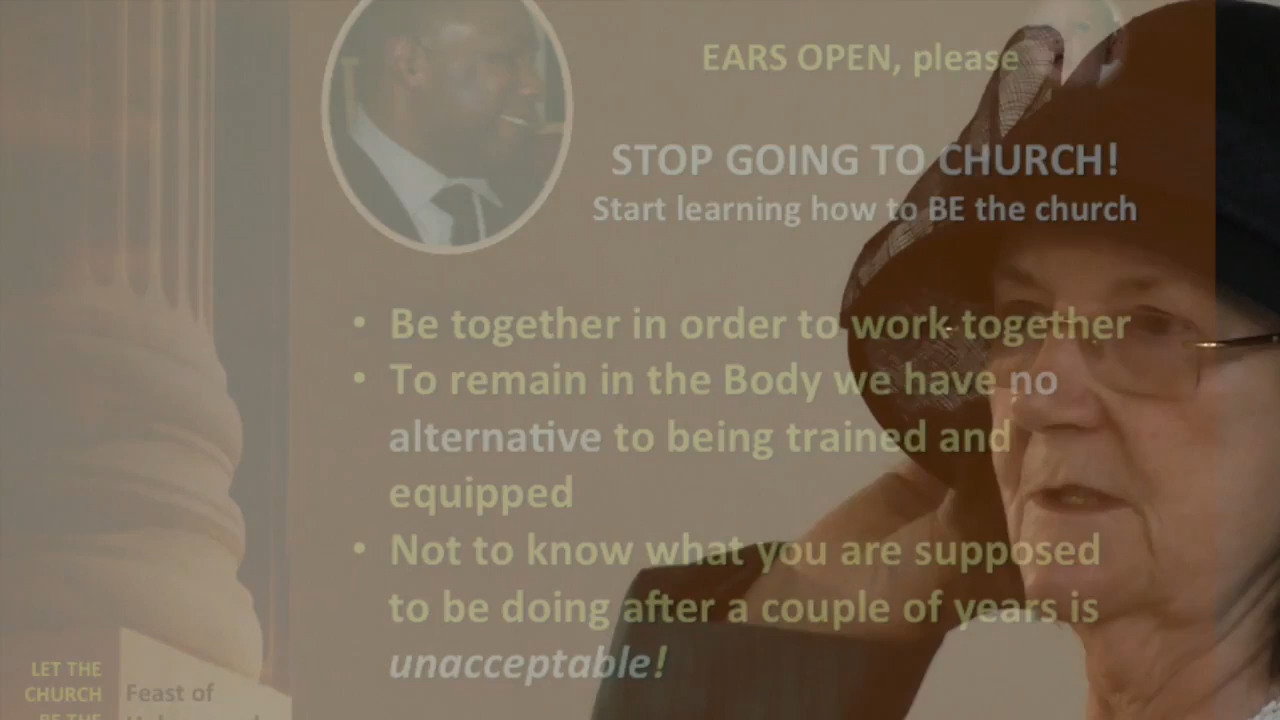 EARS OPEN, please
STOP GOING TO CHURCH!
Start learning how to BE the church
• Be together in order to work together
• To remain in the Body we have no
alternative to being trained and
equipped
• Not to know what you are supposed
to be doing after a couple of years is
unacceptable!
LET THE
CHURCH
BE THE
Feast of